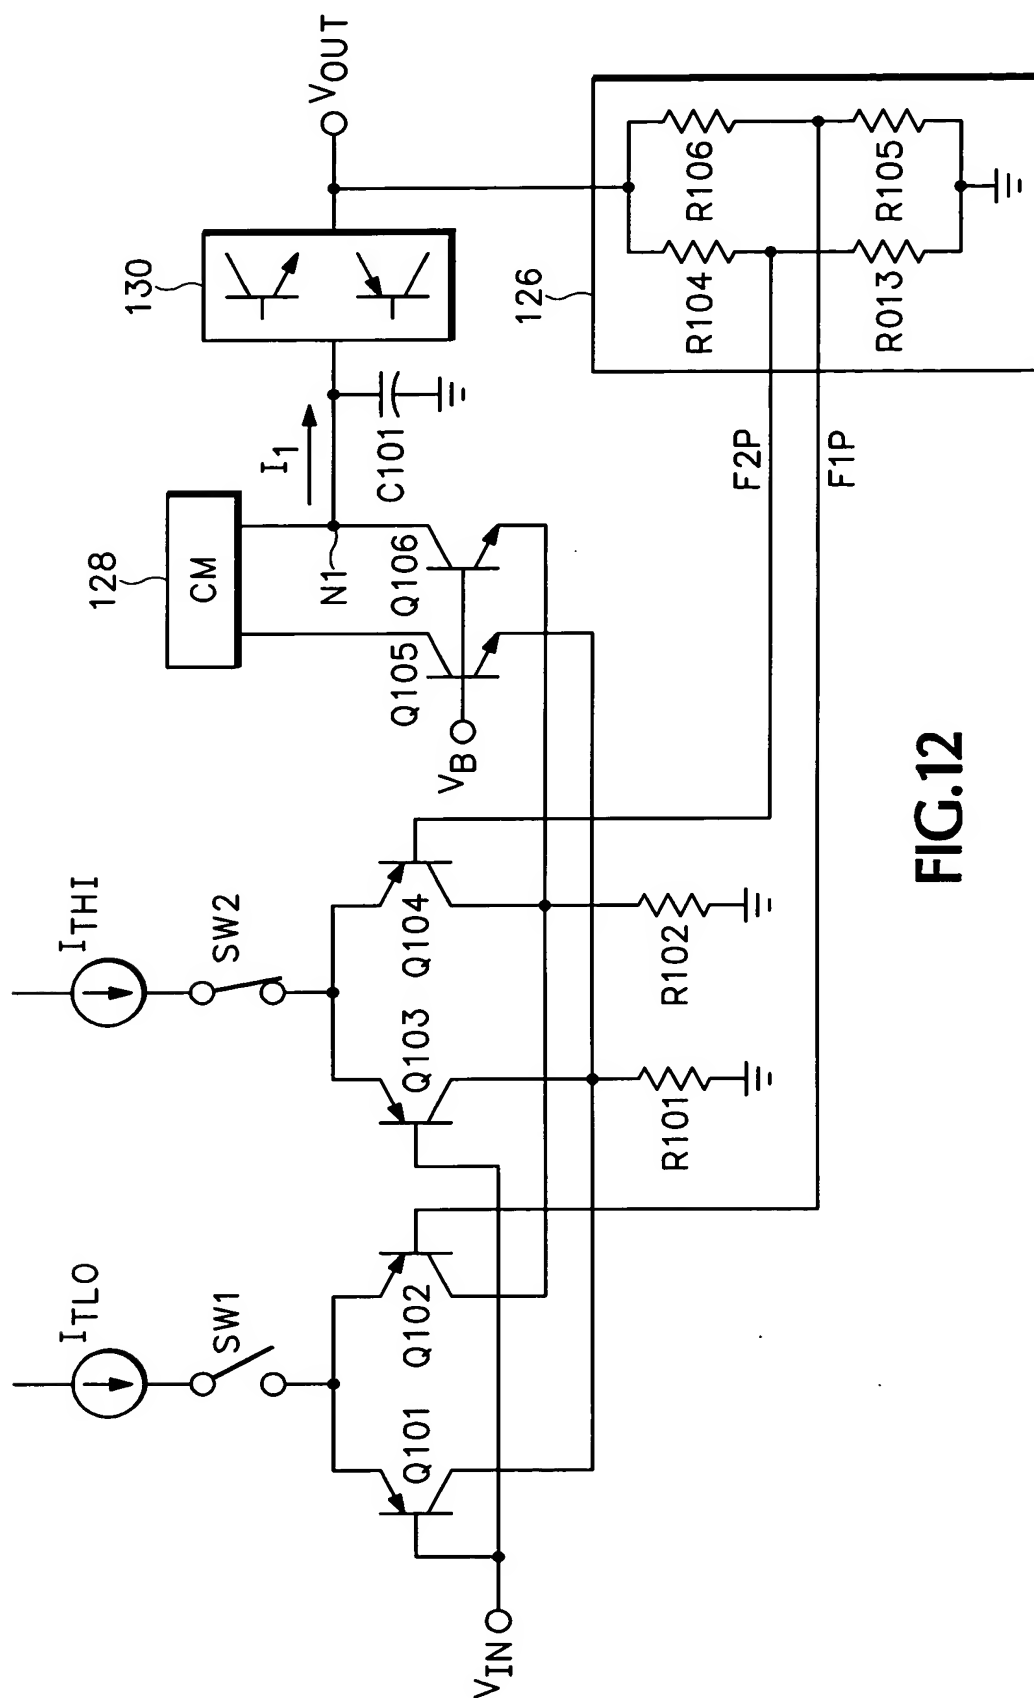 ITHI
ITLO
SW2
SW1
128
CM
130
VOUT
I1
N1
C101
Q105
Q106
VB
Q103
Q104
Q101
Q102
VIN
R101
R102
126
R104
R106
R013
R105
F2P
F1P
FIG.12